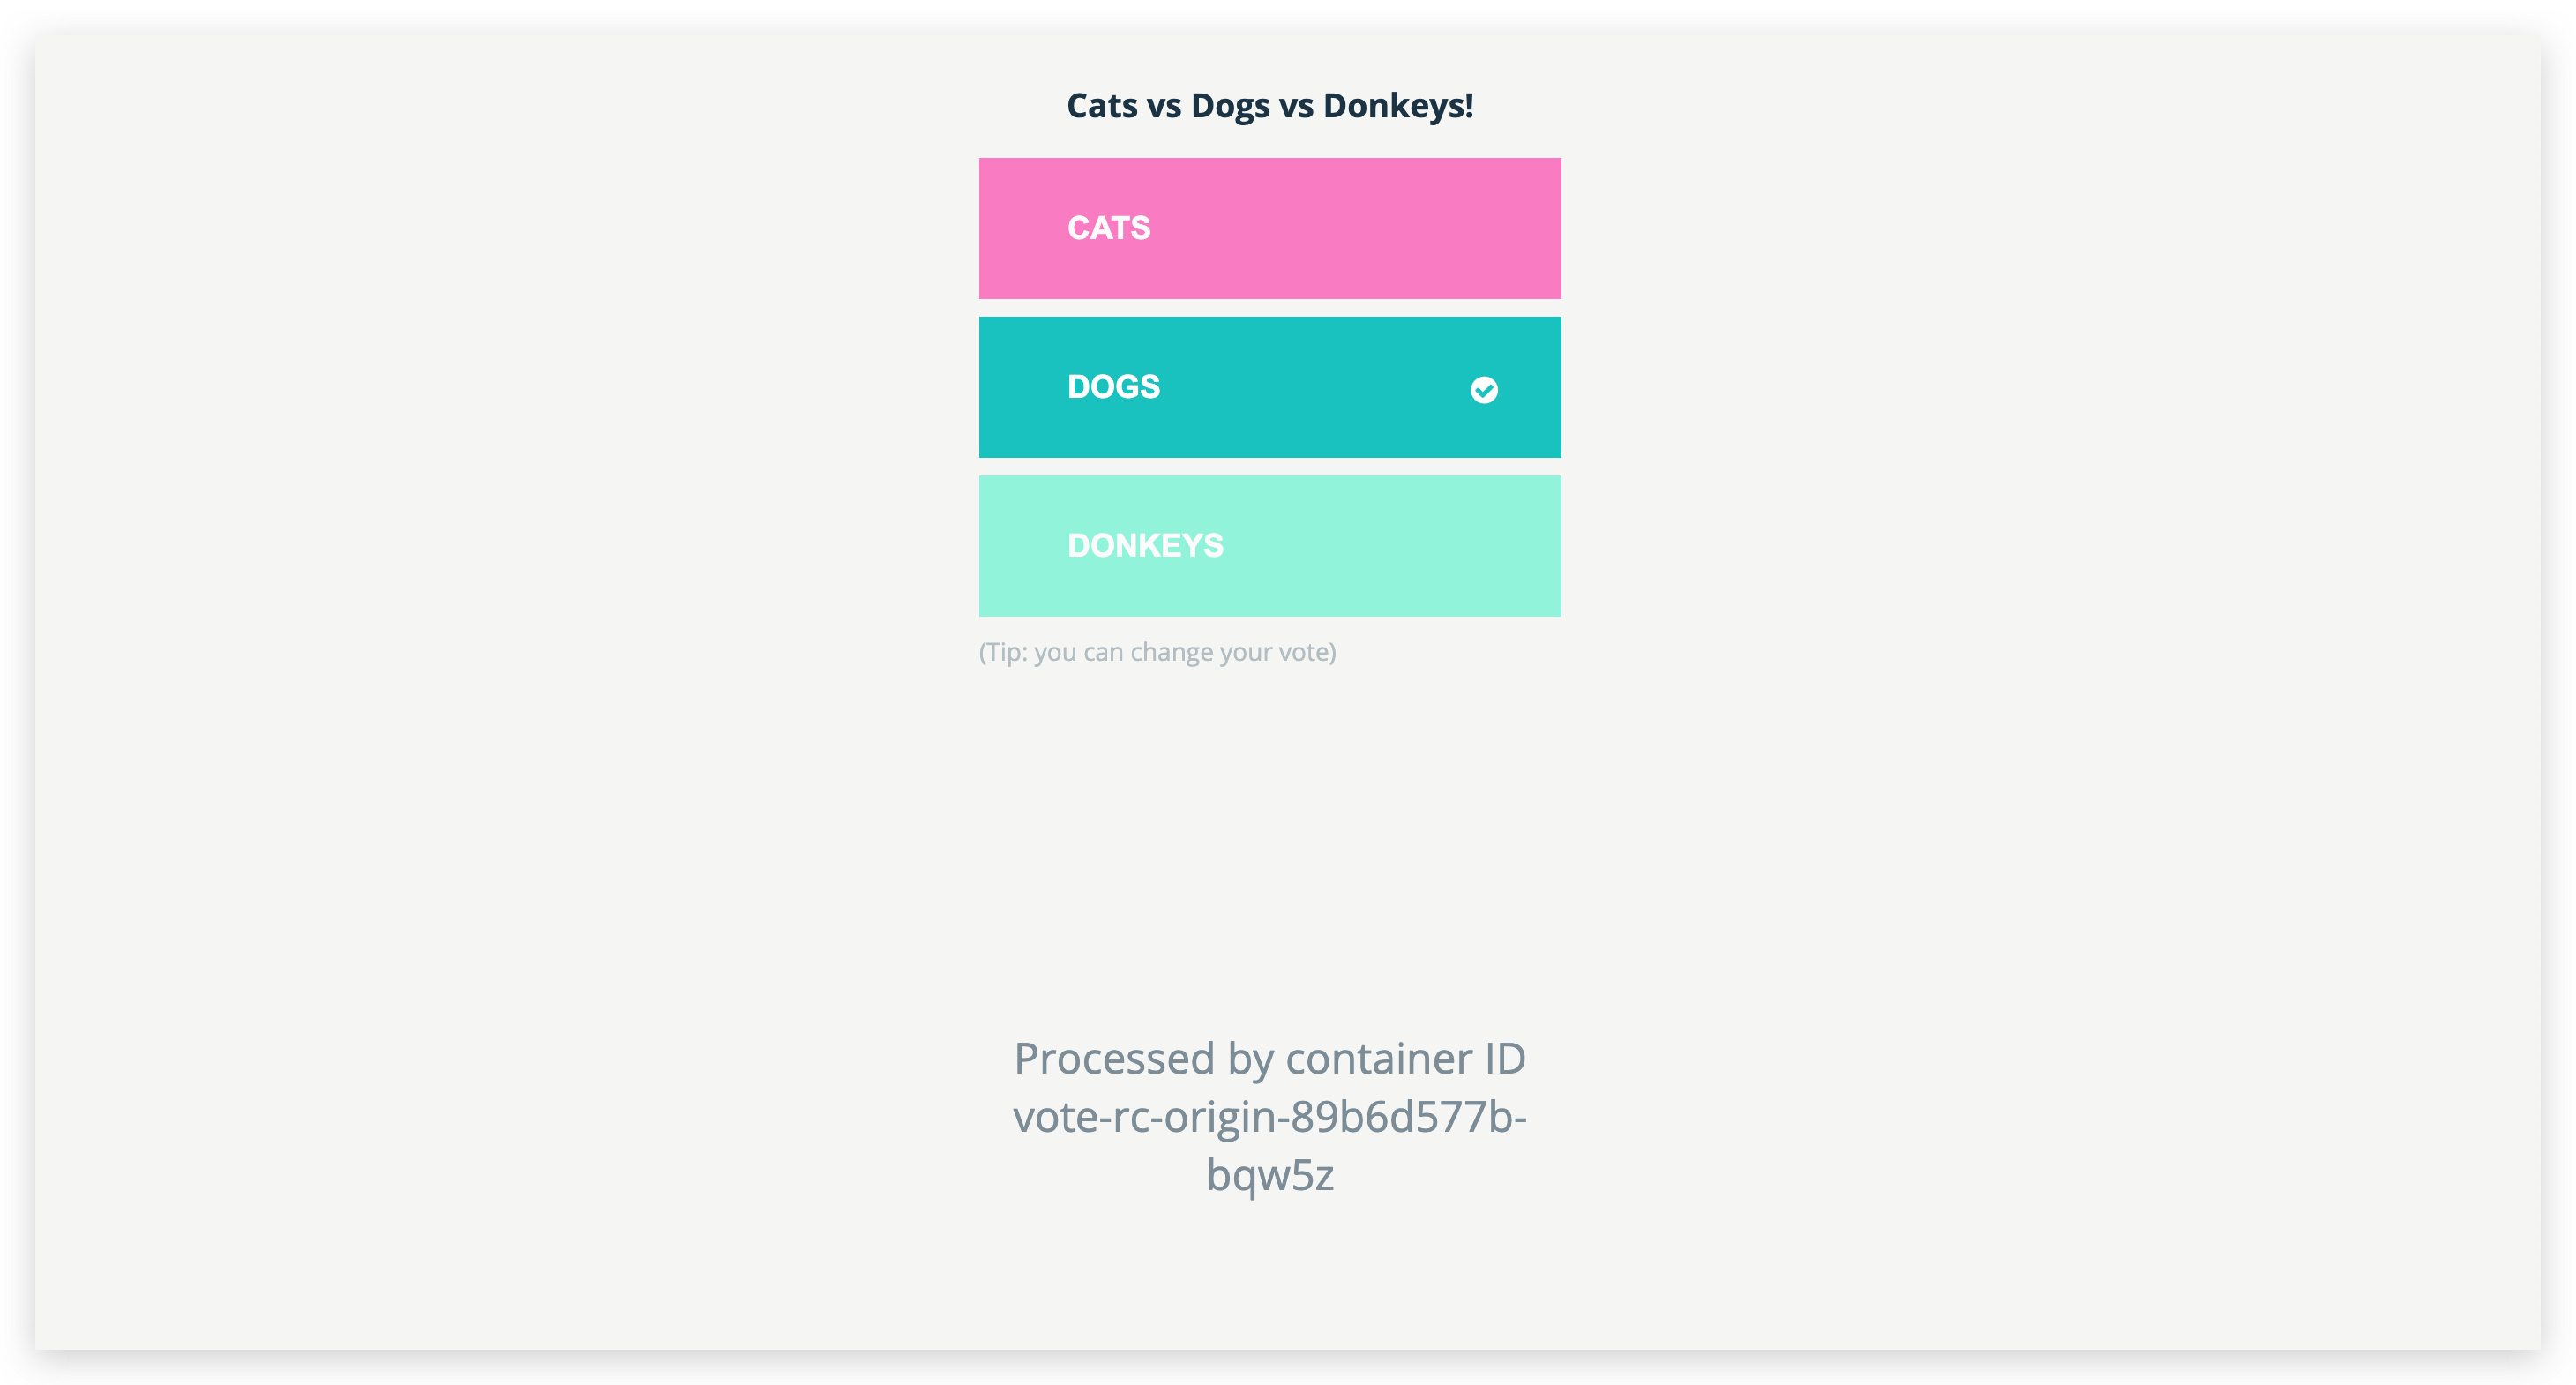 Cats vs Dogs vs Donkeys!
CATS
DOGS
DONKEYS
(Tip: you can change your vote)
Processed by container ID
vote-rc-origin-89b6d577b-
bqw5z